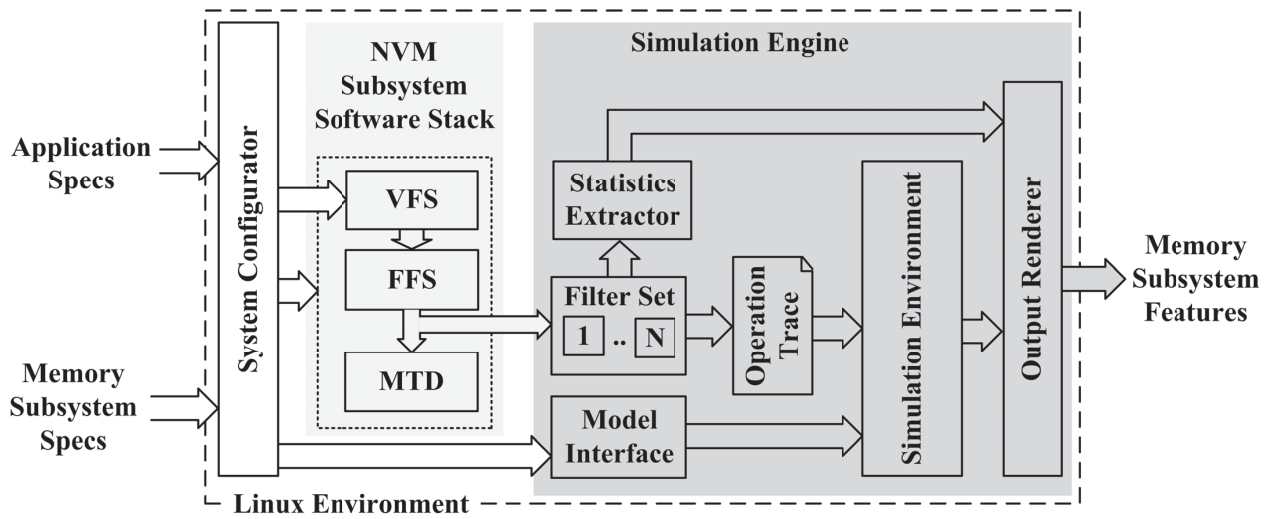 Application
Specs
Memory
Subsystem
Specs
System Configurator
NVM
Subsystem
Software Stack
VFS
FFS
MTD
Simulation Engine
Statistics
Extractor
Filter Set
1 .. N
Operation
Trace
Model
Interface
Simulation Environment
Output Renderer
Memory
Subsystem
Features
Linux Environment